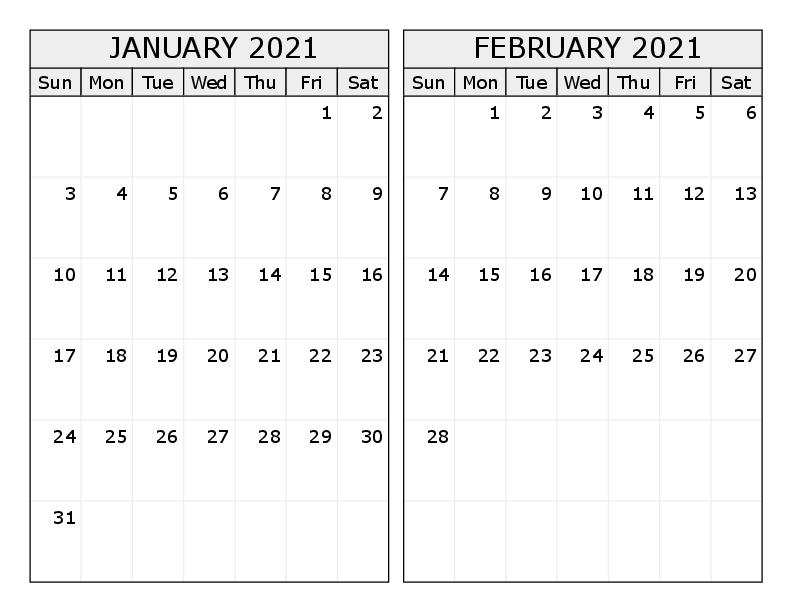 JANUARY 2021
Sun Mon Tue Wed Thu Fri Sat
1 2
3 4 5 6 7 8 9
10 11 12 13 14 15 16
17 18 19 20 21 22 23
24 25 26 27 28 29 30
31
FEBRUARY 2021
Sun Mon Tue Wed Thu Fri Sat
1 2 3 4 5 6
7 8 9 10 11 12 13
14 15 16 17 18 19 20
21 22 23 24 25 26 27
28